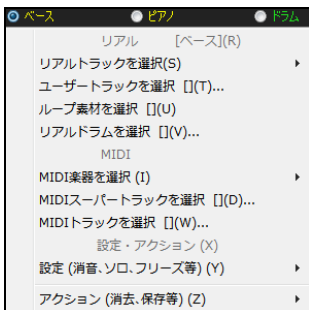 ベース ピアノ ドラム
リアル [ベース](R)
リアルトラックを選択(S)
ユーザートラックを選択 [](T)...
ループ素材を選択 [](U)
リアルドラムを選択 [](V)...
MIDI
MIDI楽器を選択 (I)
MIDIスーパートラックを選択 [](D)...
MIDIトラックを選択 [](W)...
設定・アクション (X)
設定 (消音、ソロ、フリーズ等) (Y)
アクション (消去、保存等) (Z)